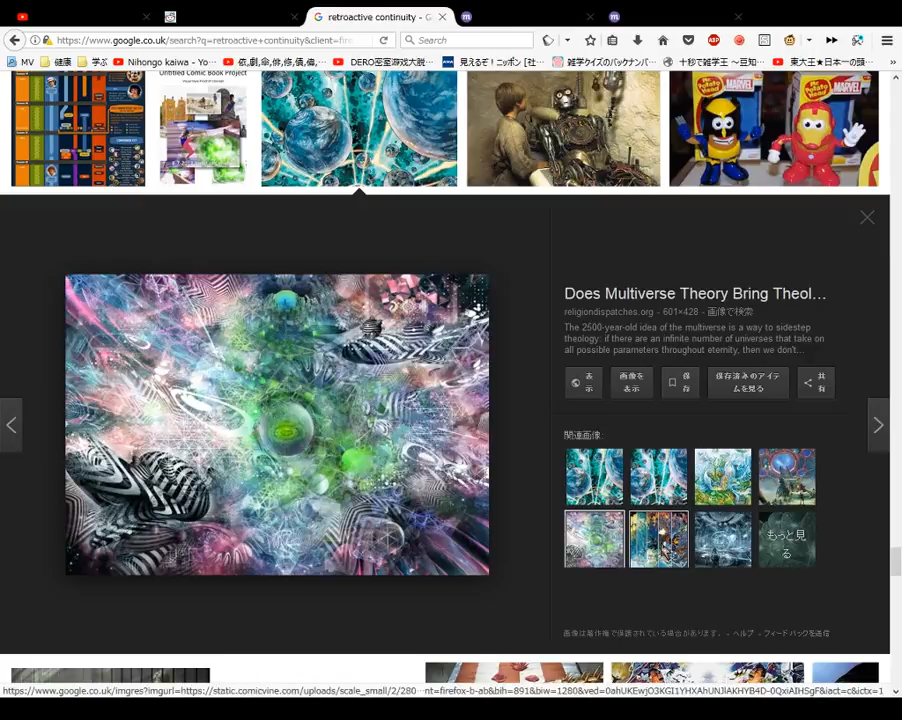 retroactive continuity - G
https://www.google.co.uk/search?q=retroactive+continuity&client=fire
Search
MV
健康
学ぶ
Nihongo kaiwa - Yo
DERO密室游戏大脱
見えるぞ！ニッポン [社
雑学クイズのバックナンバ
十秒で雑学王 ～豆知
東大王★日本一の頭
Untitled Comic Book Project
MARVEL
MARVEL
Does Multiverse Theory Bring Theol...
religiondispatches.org - 601×428 - 画像で検索
The 2500-year-old idea of the multiverse is a way to sidestep
theology: if there are an infinite number of universes that take on
all possible parameters throughout eternity, then we don't...
表示
画像を表示
保存
保存済みのアイテムを見る
共有
関連画像:
もっと見る
画像は著作権で保護されている場合があります。 - ヘルプ - フィードバックを送信
https://www.google.co.uk/imgres?imgurl=https://static.comicvine.com/uploads/scale_small/2/280